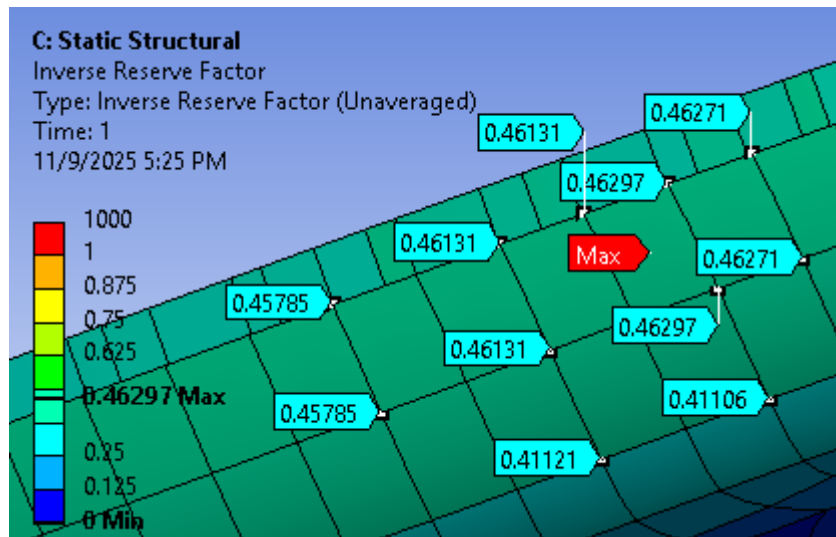 C: Static Structural
Inverse Reserve Factor
Type: Inverse Reserve Factor (Unaveraged)
Time: 1
11/9/2025 5:25 PM
1000
1
0.875
0.75
0.625
0.46297 Max
0.25
0.125
0 Min
0.46271
0.46131
0.46297
0.46131
Max
0.46271
0.45785
0.46297
0.46131
0.41106
0.45785
0.41121